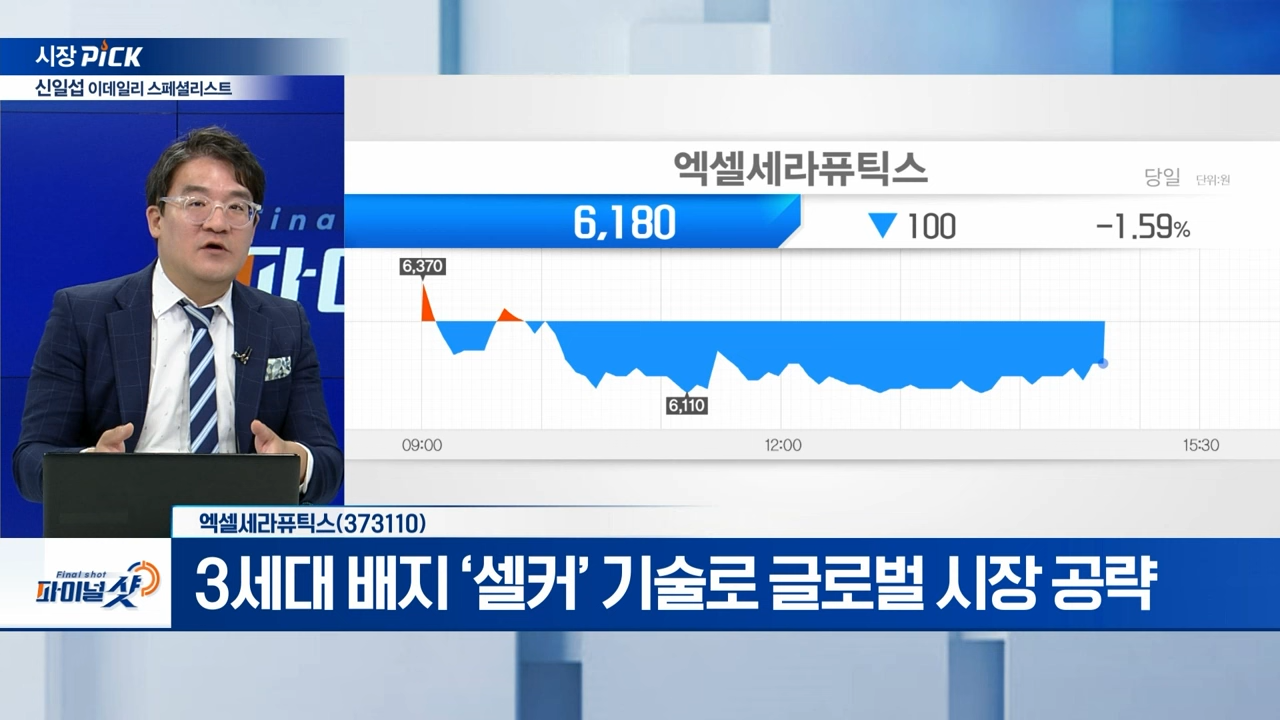 시장 PiCK
신일섭 이데일리 스페셜리스트
Fina
파이
엑셀세라퓨틱스
당일 단위:원
6,180 ▼ 100 -1.59%
6,370
6,110
09:00 12:00 15:30
엑셀세라퓨틱스(373110)
Final shot
파이널샷
3세대 배지 ‘셀커’ 기술로 글로벌 시장 공략